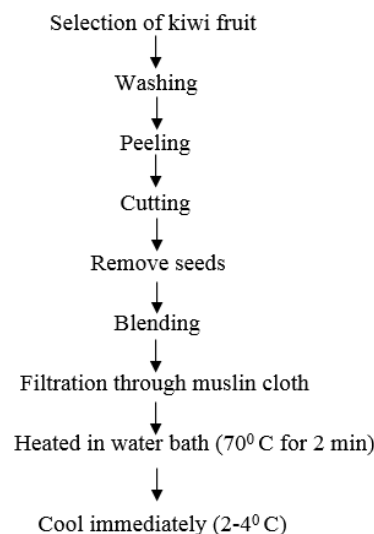 Selection of kiwi fruit
Washing
Peeling
Cutting
Remove seeds
Blending
Filtration through muslin cloth
Heated in water bath (70⁰ C for 2 min)
Cool immediately (2-4⁰ C)